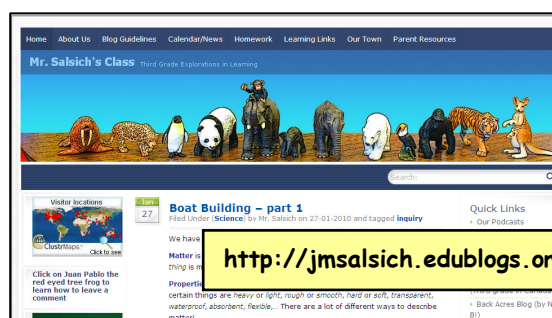 Home About Us Blog Guidelines Calendar/News Homework Learning Links Our Town Parent Resources
Mr. Salsich's Class Third Grade Explorations in Learning
Search:
Visitor locations
ClustrMaps™ Click to see
Click on Juan Pablo the
red eyed tree frog to
learn how to leave a
comment
Jan
27
Boat Building – part 1
Filed Under (Science) by Mr. Salsich on 27-01-2010 and tagged inquiry
We have
Matter is
thing is m
Propertie
certain things are heavy or light, rough or smooth, hard or soft, transparent,
waterproof, absorbent, flexible,... There are a lot of different ways to describe
matter!
http://jmsalsich.edublogs.or
Quick Links
Our Podcasts
Back Acres Blog (by N
B!)